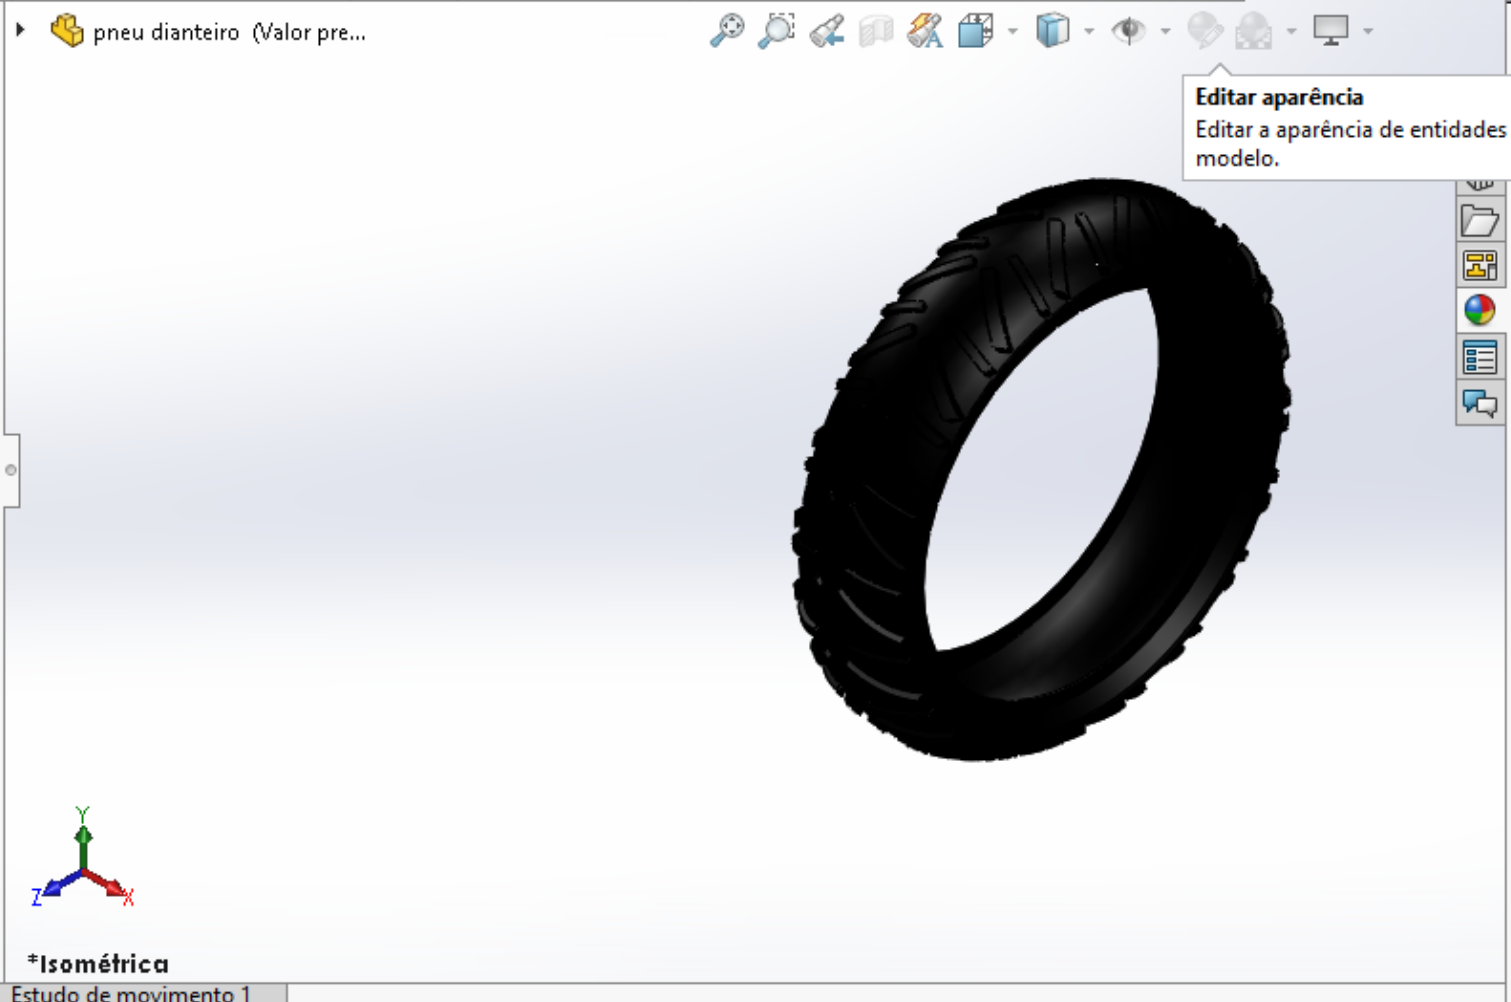 pneu dianteiro (Valor pre...
Editar aparência
Editar a aparência de entidades
modelo.
Y
Z
X
*Isométrica
Estudo de movimento 1